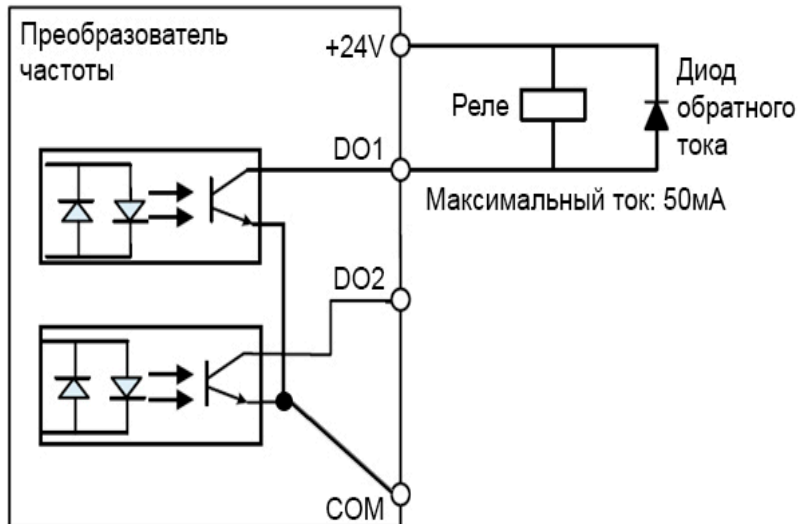 Преобразователь
частоты
+24V
Реле
Диод
обратного
тока
DO1
Максимальный ток: 50мА
DO2
COM